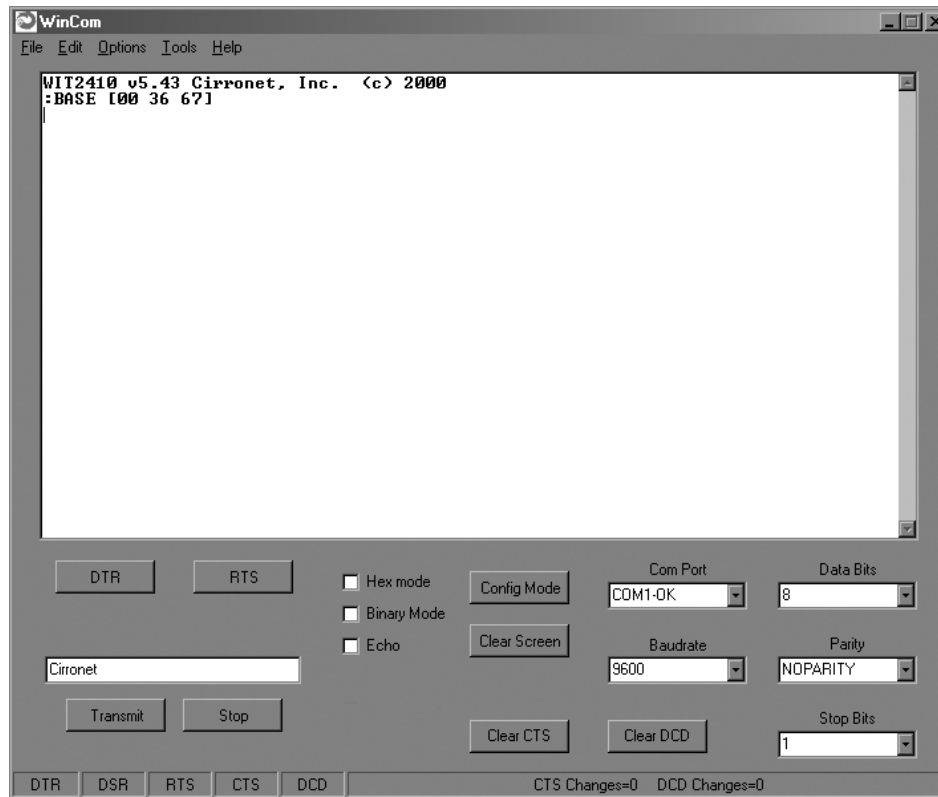 WinCom
File Edit Options Tools Help
WIT2410 v5.43 Cirronet, Inc. (c) 2000
:BASE [00 36 67]
DTR RTS
Hex mode
Binary Mode
Echo
Config Mode
Clear Screen
Com Port
COM1-OK
Data Bits
8
Cirronet
Baudrate
9600
Parity
NOPARITY
Transmit Stop
Clear CTS Clear DCD
Stop Bits
1
DTR DSR RTS CTS DCD CTS Changes=0 DCD Changes=0